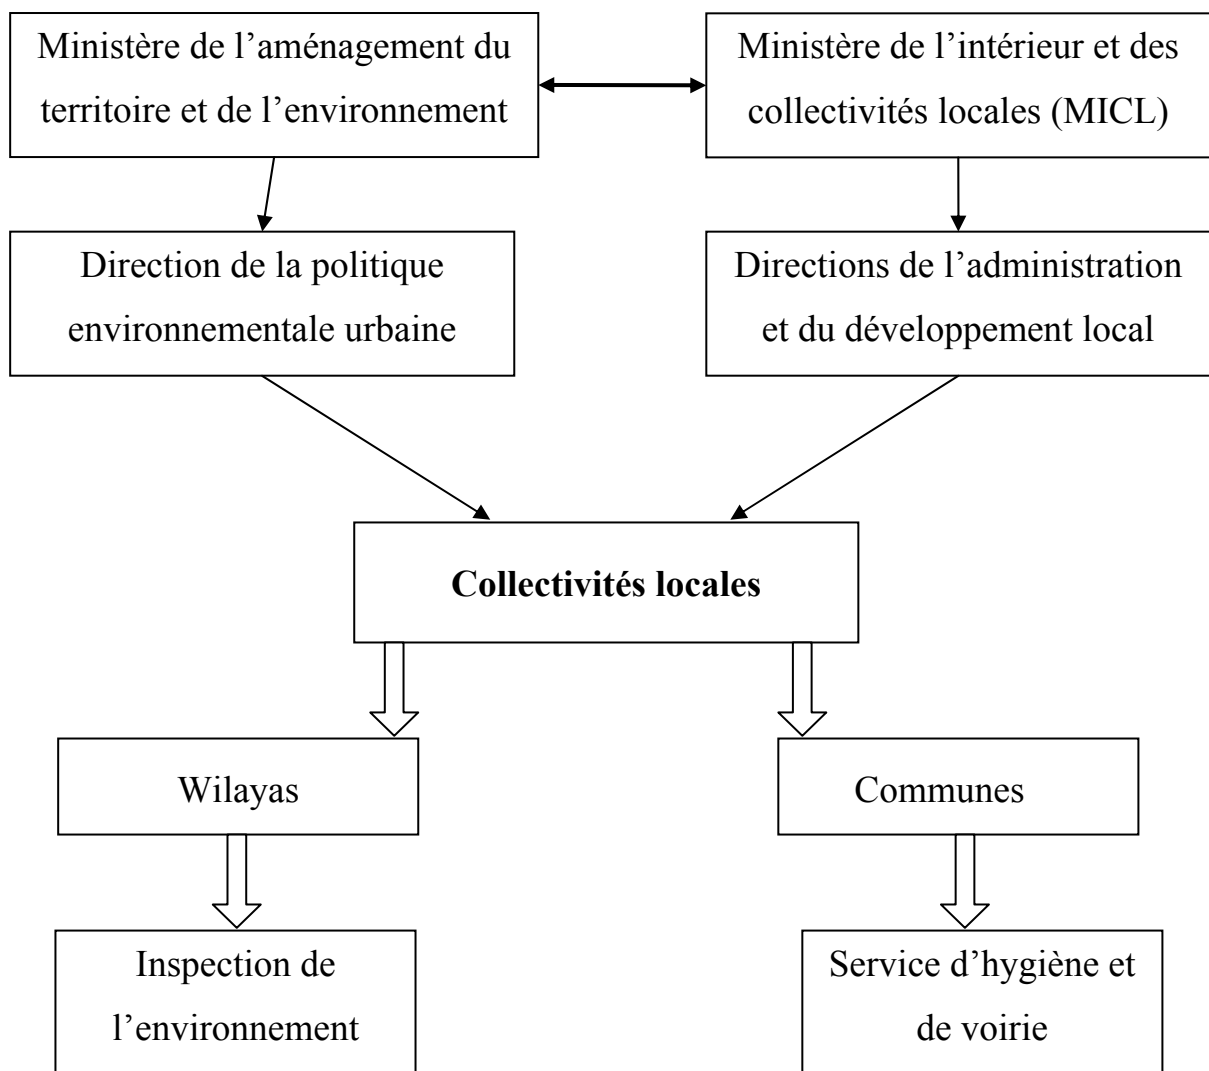 Ministère de l’aménagement du
territoire et de l’environnement
Ministère de l’intérieur et des
collectivités locales (MICL)
Direction de la politique
environnementale urbaine
Directions de l’administration
et du développement local
Collectivités locales
Wilayas
Communes
Inspection de
l’environnement
Service d’hygiène et
de voirie